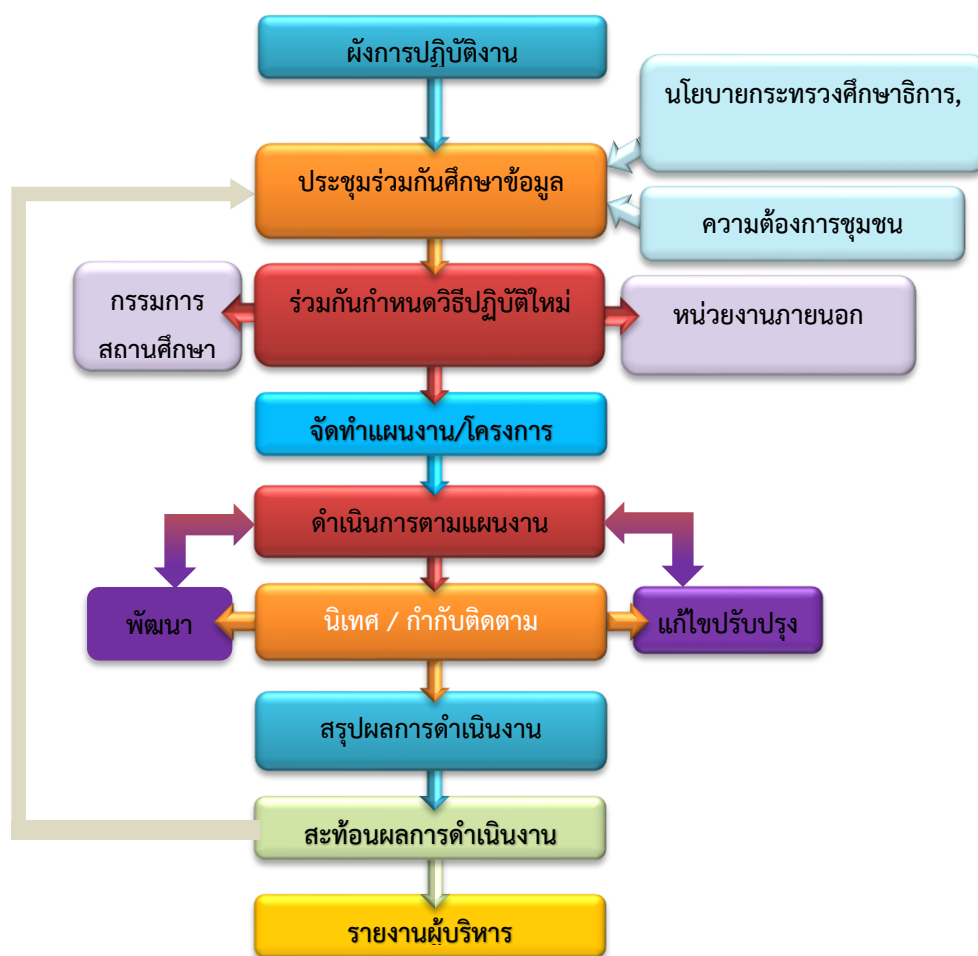 ผังการปฏิบัติงาน
นโยบายกระทรวงศึกษาธิการ,
ประชุมร่วมกันศึกษาข้อมูล
ความต้องการชุมชน
กรรมการ
สถานศึกษา
ร่วมกันกำหนดวิธีปฏิบัติใหม่
หน่วยงานภายนอก
จัดทำแผนงาน/โครงการ
ดำเนินการตามแผนงาน
พัฒนา
นิเทศ / กำกับติดตาม
แก้ไขปรับปรุง
สรุปผลการดำเนินงาน
สะท้อนผลการดำเนินงาน
รายงานผู้บริหาร